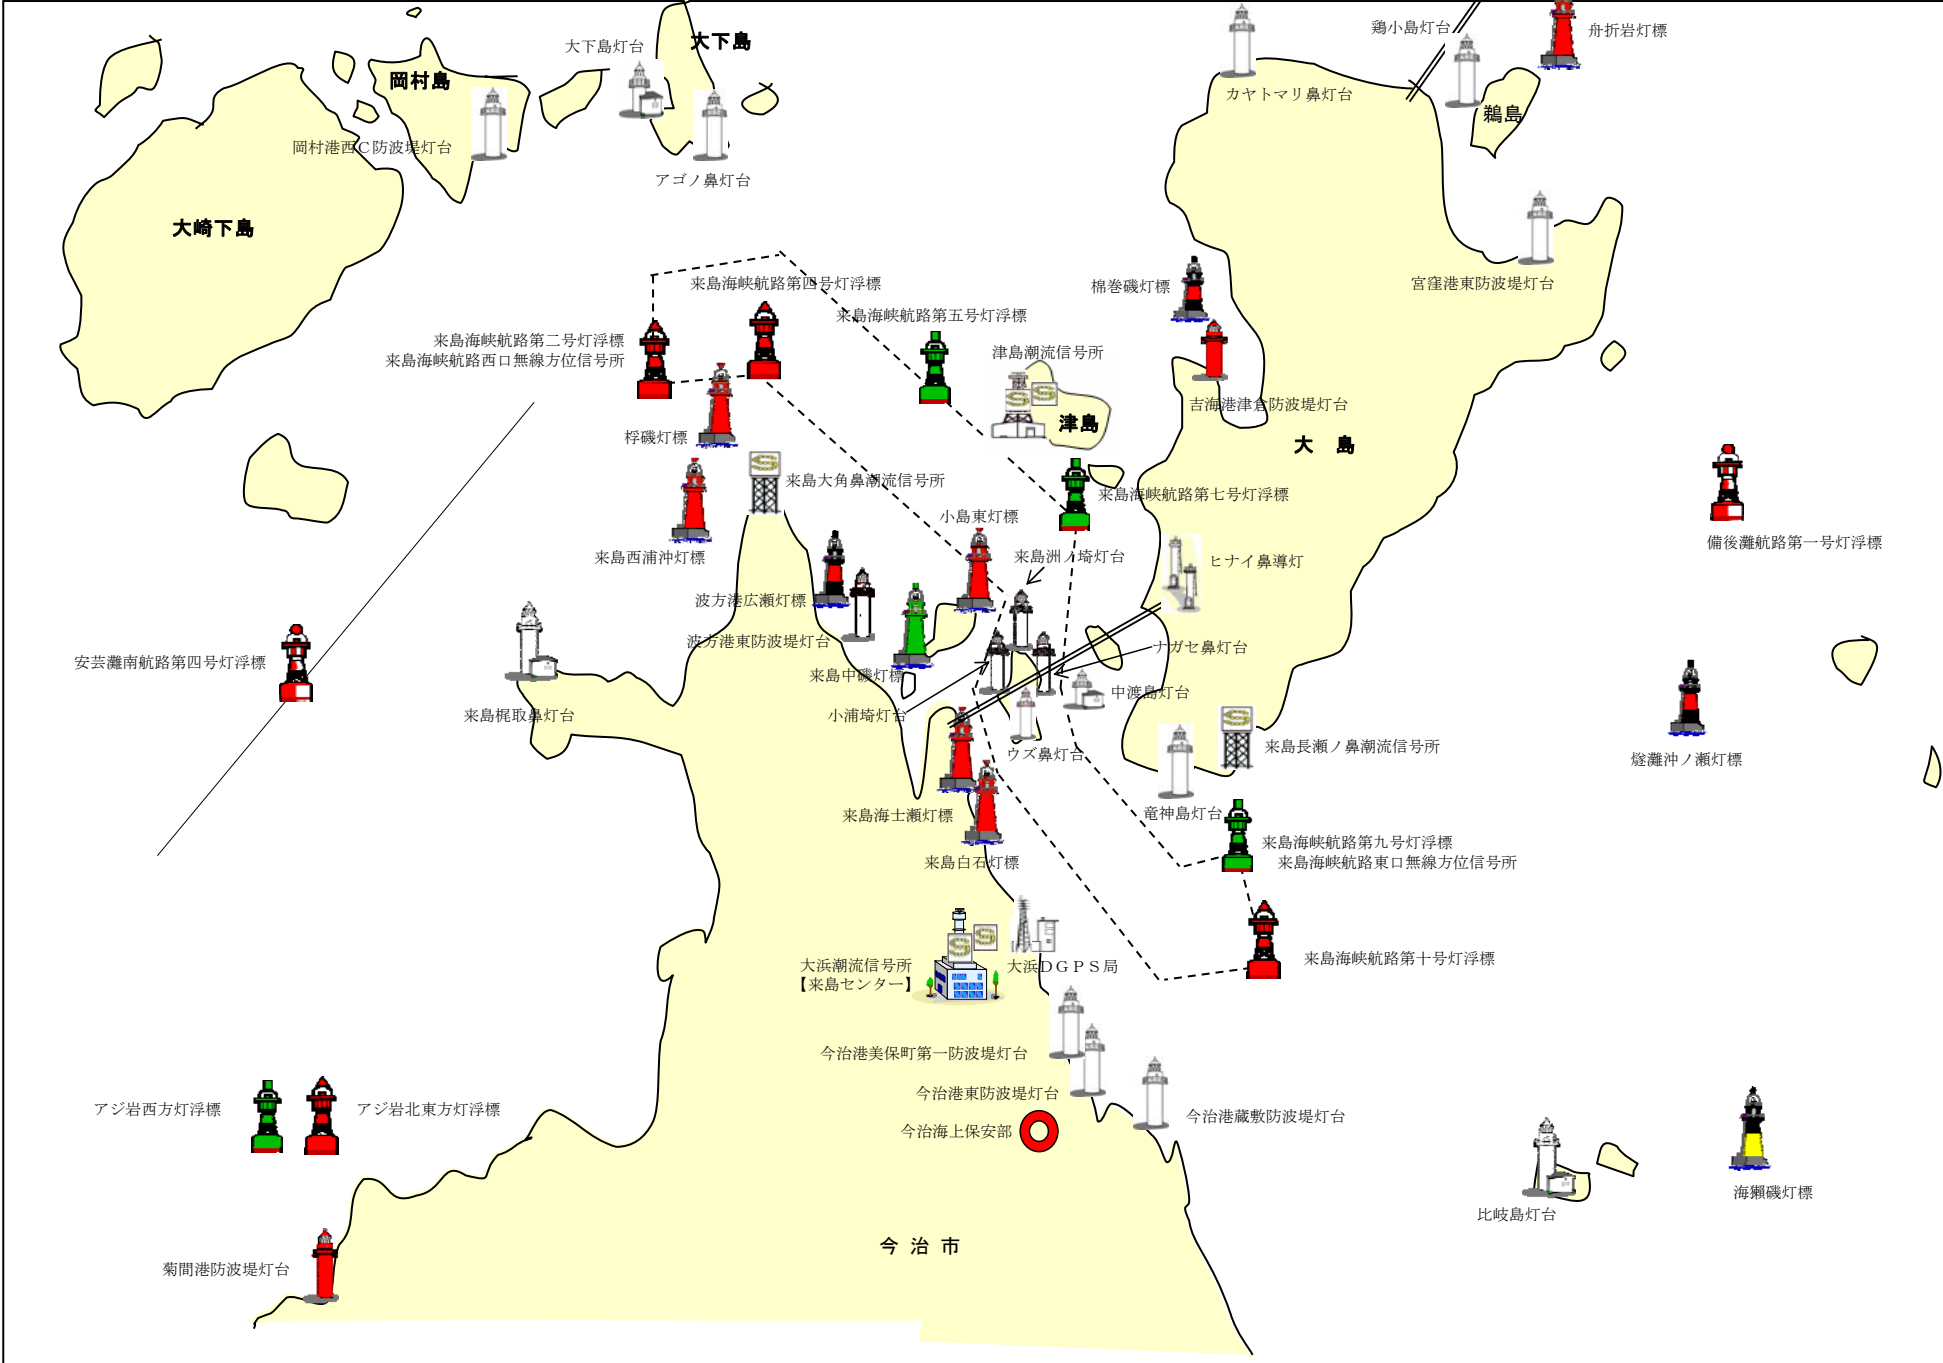 鶏小島灯台
舟折岩灯標
大下島灯台
大下島
岡村島
カヤトマリ鼻灯台
鵜島
岡村港西C防波堤灯台
アゴノ鼻灯台
大崎下島
来島海峡航路第四号灯浮標
棉巻磯灯標
宮窪港東防波堤灯台
来島海峡航路第五号灯浮標
来島海峡航路第二号灯浮標
来島海峡航路西口無線方位信号所
津島潮流信号所
吉海港津倉防波堤灯台
津島
桴磯灯標
大島
来島大角鼻潮流信号所
来島海峡航路第七号灯浮標
小島東灯標
備後灘航路第一号灯浮標
来島西浦沖灯標
来島洲ノ埼灯台
ヒナイ鼻導灯
波方港広瀬灯標
波方港東防波堤灯台
ナガセ鼻灯台
安芸灘南航路第四号灯浮標
来島中磯灯標
中渡島灯台
来島梶取鼻灯台
小浦埼灯台
ウズ鼻灯台
来島長瀬ノ鼻潮流信号所
燧灘沖ノ瀬灯標
来島海士瀬灯標
竜神島灯台
来島海峡航路第九号灯浮標
来島海峡航路東口無線方位信号所
来島白石灯標
来島海峡航路第十号灯浮標
大浜潮流信号所
【来島センター】
大浜DGPS局
今治港美保町第一防波堤灯台
今治港東防波堤灯台
アジ岩西方灯浮標
アジ岩北東方灯浮標
今治港蔵敷防波堤灯台
今治海上保安部
海獺磯灯標
比岐島灯台
今治市
菊間港防波堤灯台